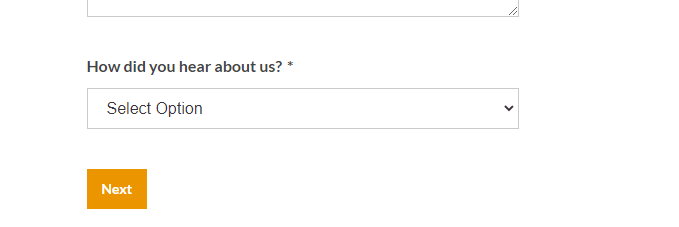 How did you hear about us? *
Select Option
Next